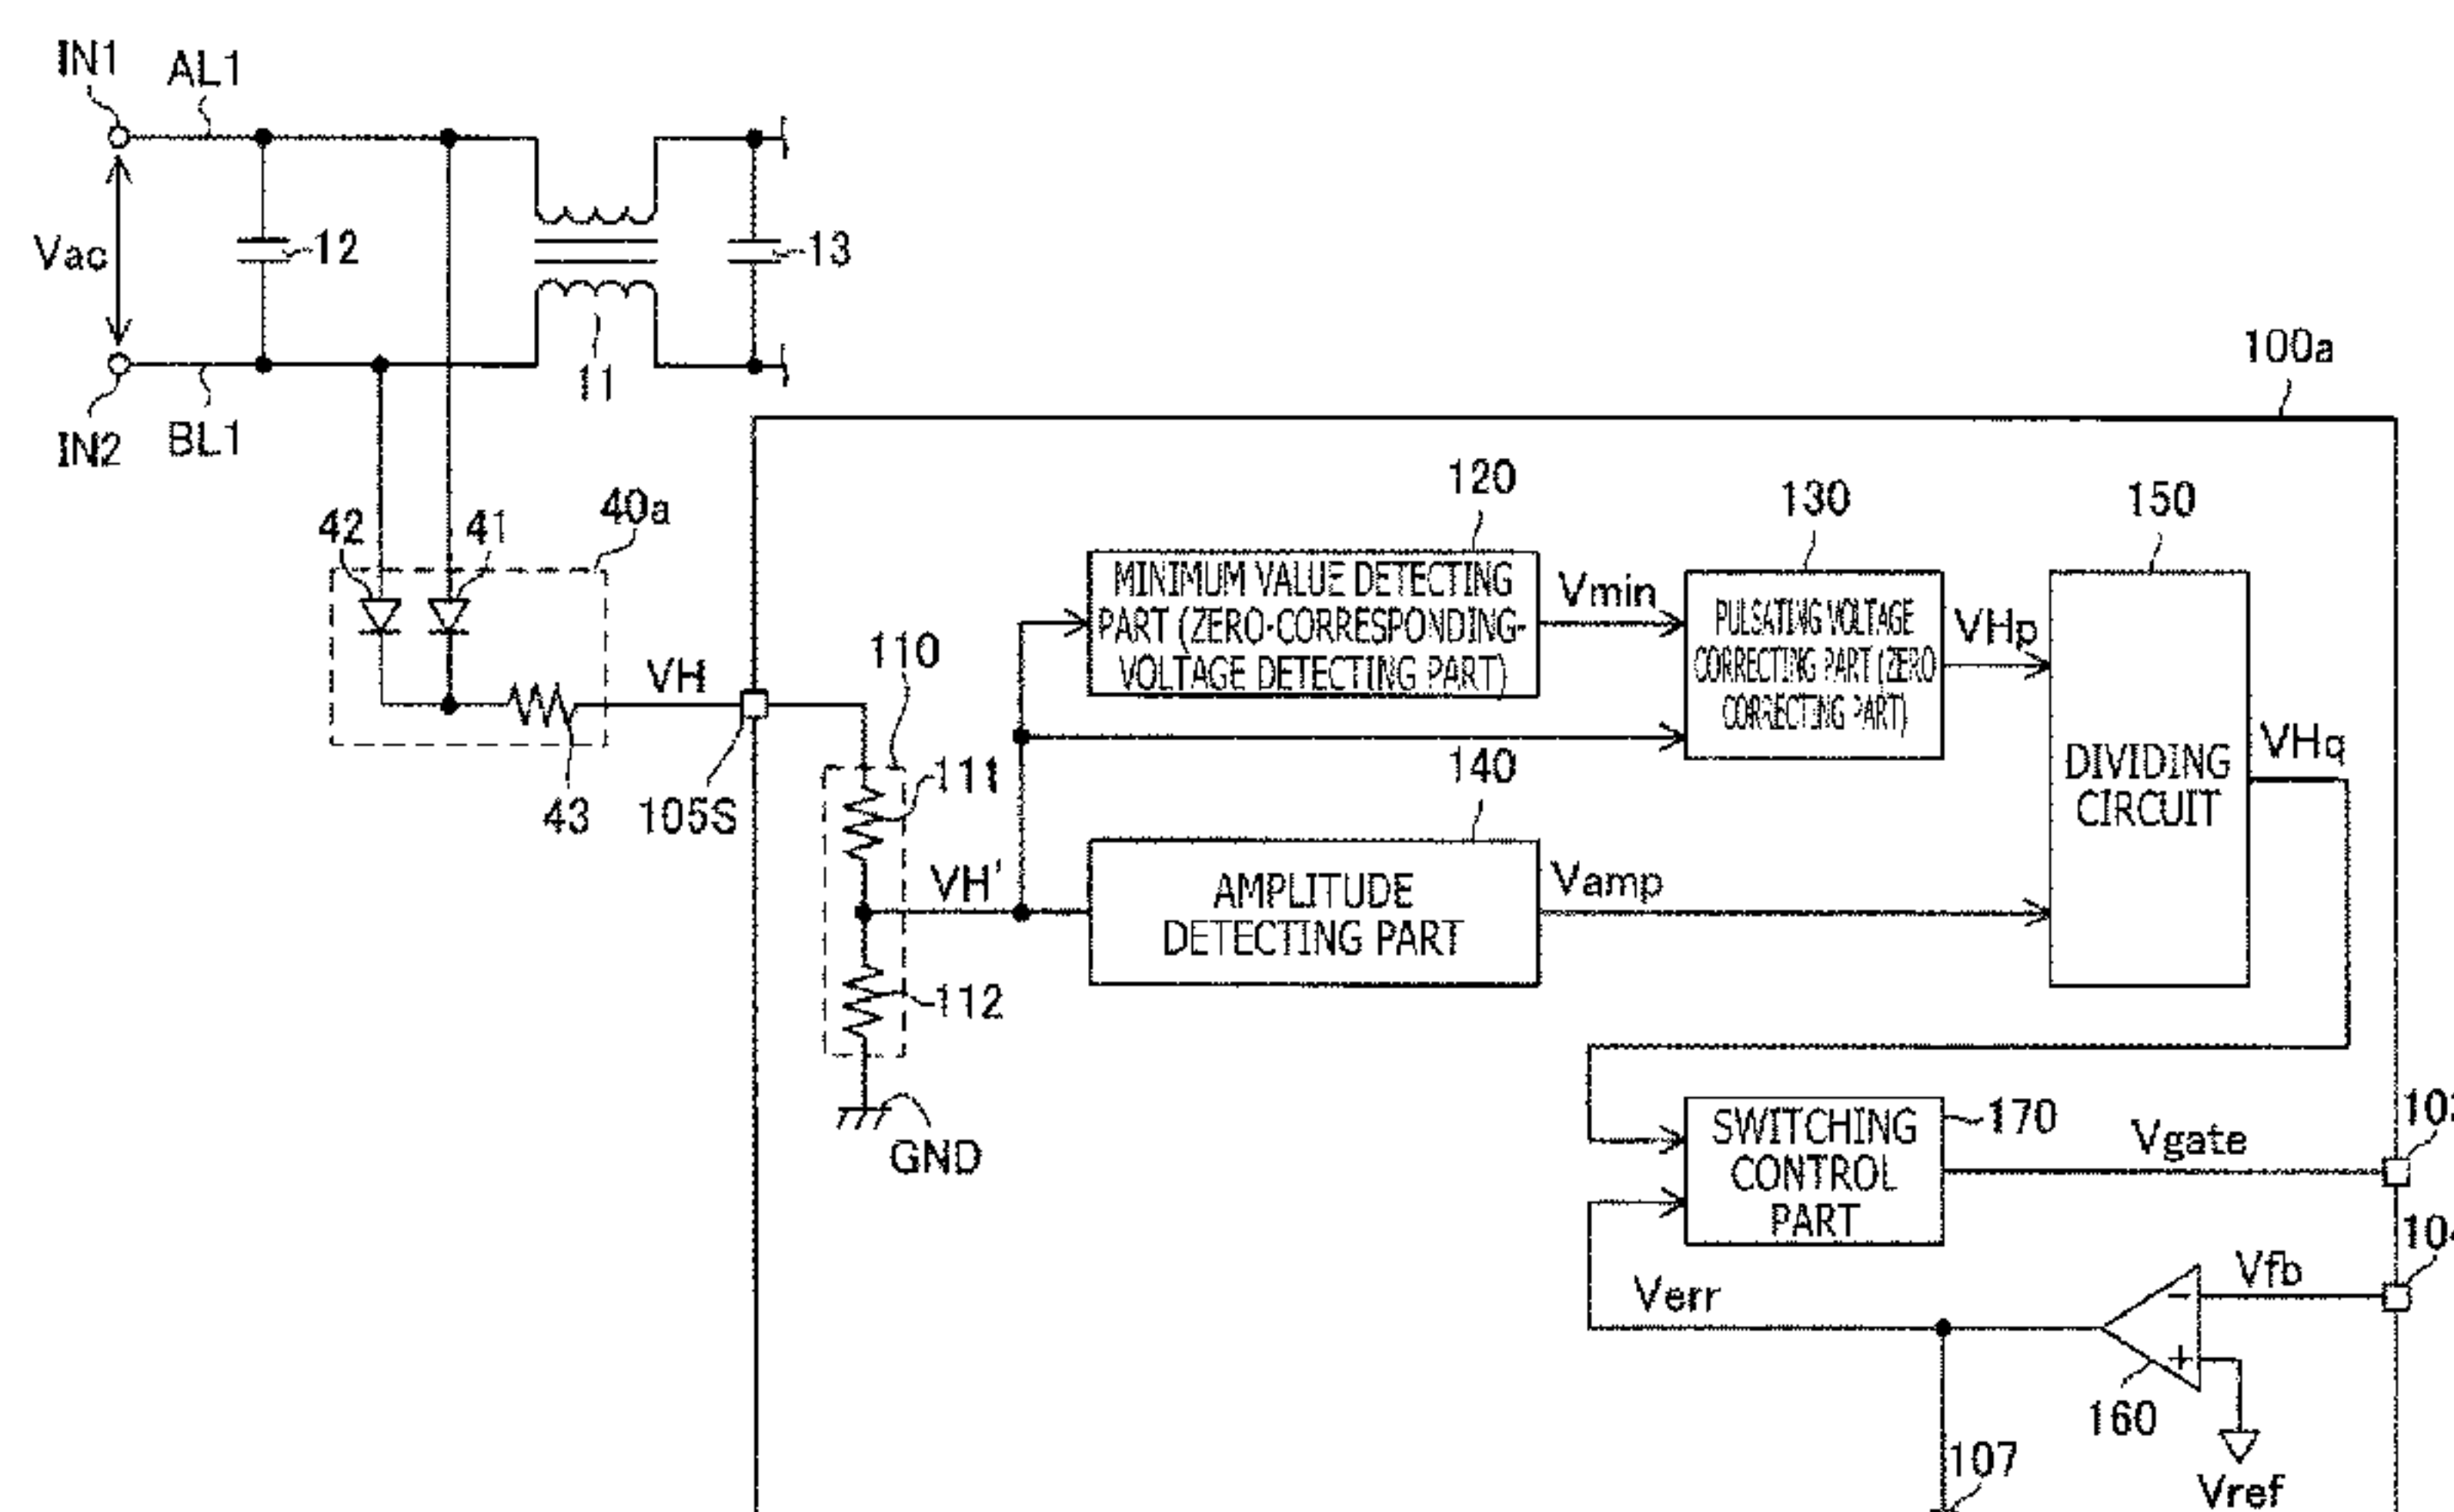 IN1
AL1
Vac
12
13
11
IN2
BL1
100a
42
41
40a
43
VH
105S
110
111
112
VH'
GND
120
MINIMUM VALUE DETECTING
PART (ZERO-CORRESPONDING-
VOLTAGE DETECTING PART)
Vmin
130
PULSATING VOLTAGE
CORRECTING PART (ZERO
CORRECTING PART)
VHp
150
DIVIDING
CIRCUIT
VHq
140
AMPLITUDE
DETECTING PART
Vamp
SWITCHING
CONTROL
PART
170
Vgate
Verr
Vfb
104
−
+
160
Vref
107